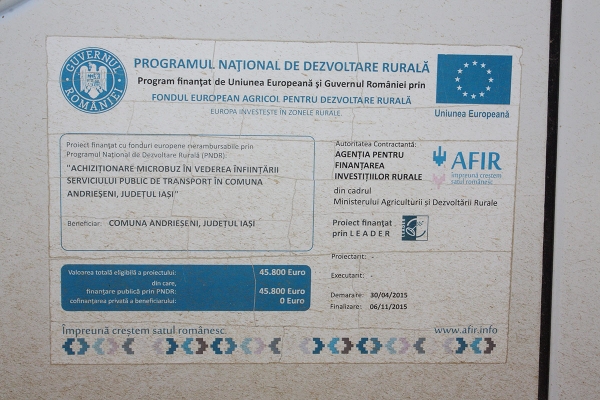 GUVERNUL ROMÂNIEI
PROGRAMUL NAȚIONAL DE DEZVOLTARE RURALĂ
Program finanțat de Uniunea Europeană și Guvernul României prin
FONDUL EUROPEAN AGRICOL PENTRU DEZVOLTARE RURALĂ
EUROPA INVESTEȘTE ÎN ZONELE RURALE.
Uniunea Europeană
Proiect finanțat cu fonduri europene nerambursabile prin
Programul Național de Dezvoltare Rurală (PNDR):
"ACHIZIȚIONARE MICROBUZ ÎN VEDEREA ÎNFIINȚĂRII
SERVICIULUI PUBLIC DE TRANSPORT ÎN COMUNA
ANDRIEȘENI, JUDEȚUL IAȘI"
Beneficiar: COMUNA ANDRIEȘENI, JUDEȚUL IAȘI
Autoritatea Contractantă:
AGENȚIA PENTRU
FINANȚAREA
INVESTIȚIILOR RURALE
din cadrul
Ministerului Agriculturii și Dezvoltării Rurale
AFIR
Împreună creștem
satul românesc
Proiect finanțat
prin LEADER
LEADER
Proiectant: -
Executant: -
Demarare: 30/04/2015
Finalizare: 06/11/2015
Valoarea totală eligibilă a proiectului: 45.800 Euro
din care,
finanțare publică prin PNDR: 45.800 Euro
cofinanțarea privată a beneficiarului: 0 Euro
Împreună creștem satul românesc
www.afir.info